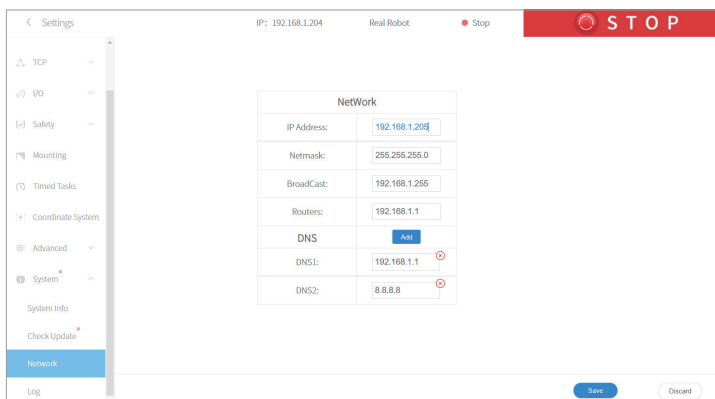 Settings
IP: 192.168.1.204 Real Robot Stop STOP
TCP
I/O
Safety
Mounting
Timed Tasks
Coordinate System
Advanced
System
System Info
Check Update
Network
Log
NetWork
IP Address: 192.168.1.205
Netmask: 255.255.255.0
BroadCast: 192.168.1.255
Routers: 192.168.1.1
DNS Add
DNS1: 192.168.1.1
DNS2: 8.8.8.8
Save Discard